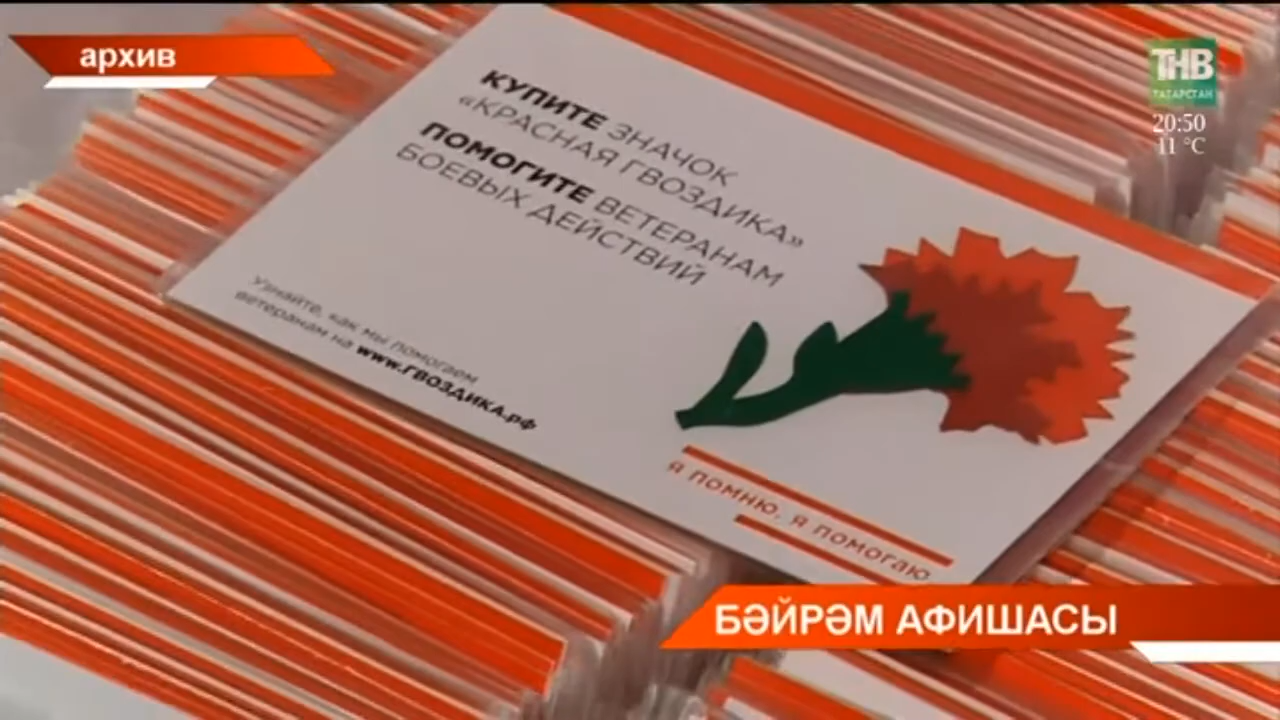 архив
ТНВ
ТАТАРСТАН
20:50
11 °C
КУПИТЕ ЗНАЧОК
«КРАСНАЯ ГВОЗДИКА»
ПОМОГИТЕ ВЕТЕРАНАМ
БОЕВЫХ ДЕЙСТВИЙ
Узнайте, как мы помогаем
ветеранам на www.ГВОЗДИКА.рф
я помню, я помогаю
БӘЙРӘМ АФИШАСЫ